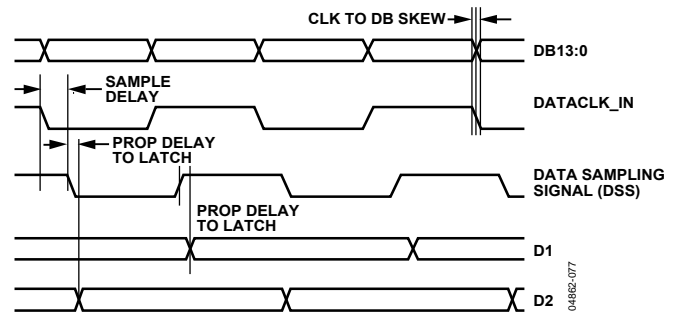 CLK TO DB SKEW
DB13:0
SAMPLE
DELAY
DATACLK_IN
PROP DELAY
TO LATCH
DATA SAMPLING
SIGNAL (DSS)
PROP DELAY
TO LATCH
D1
D2
04862-077